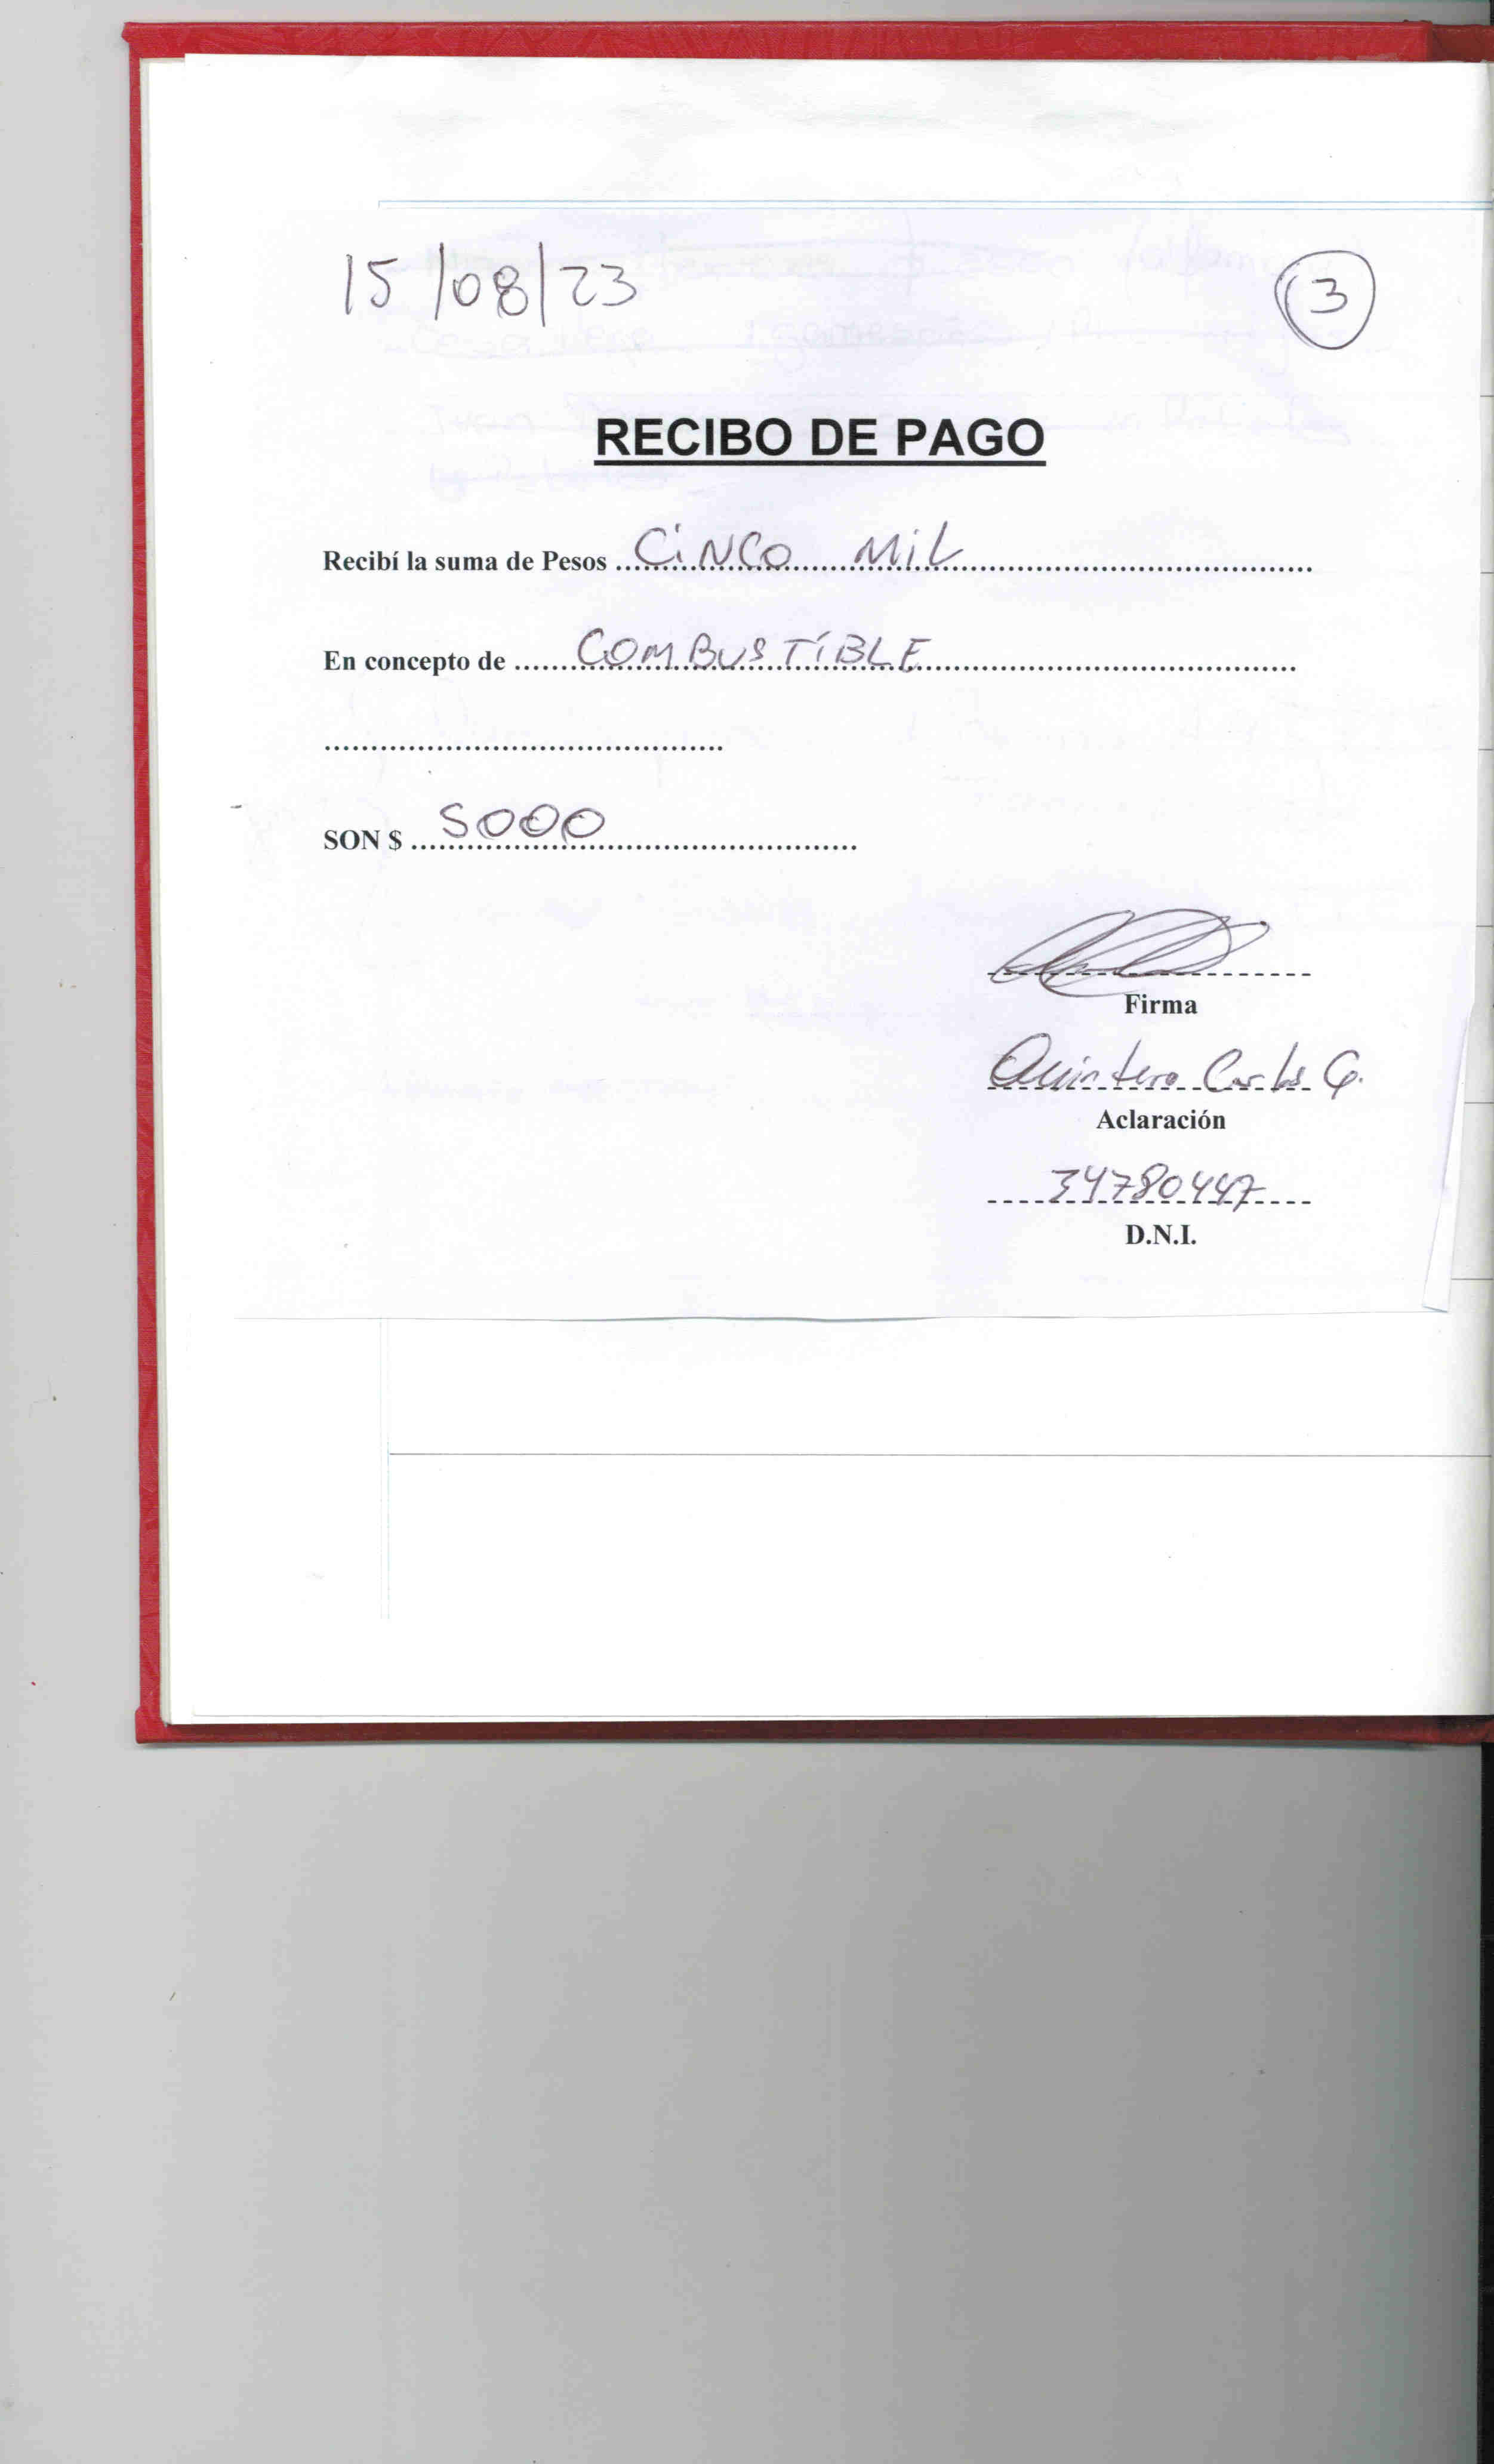 15/08/23
3
RECIBO DE PAGO
Recibí la suma de Pesos CiNCO MiL
En concepto de COMBUSTíBLE
SON $ 5000
Firma
Quintero Carlos G.
Aclaración
34780447
D.N.I.